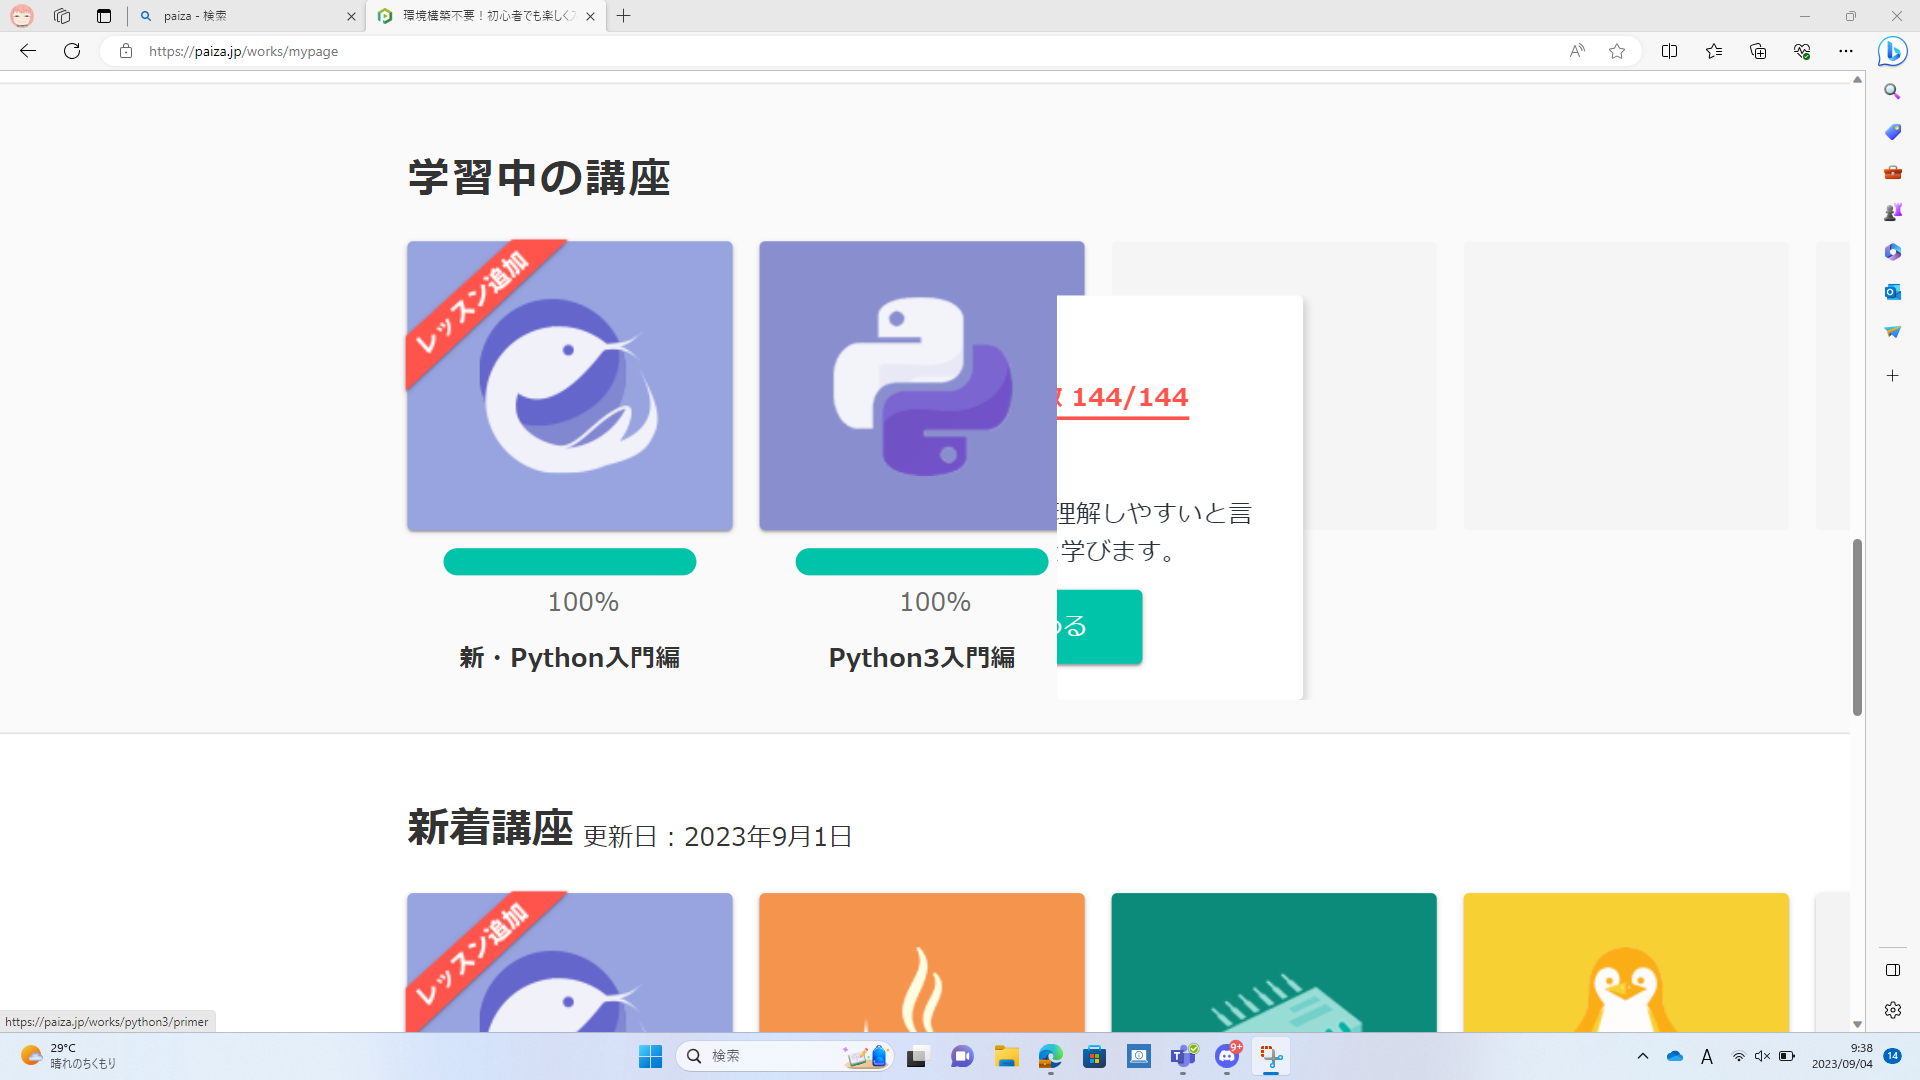 paiza - 検索
環境構築不要！初心者でも楽しく
https://paiza.jp/works/mypage
学習中の講座
レッスン追加
144/144
理解しやすいと言
学びます。
める
100%
100%
新・Python入門編
Python3入門編
新着講座 更新日：2023年9月1日
レッスン追加
https://paiza.jp/works/python3/primer
29°C
晴れのちくもり
検索
9+
A
9:38
2023/09/04
14